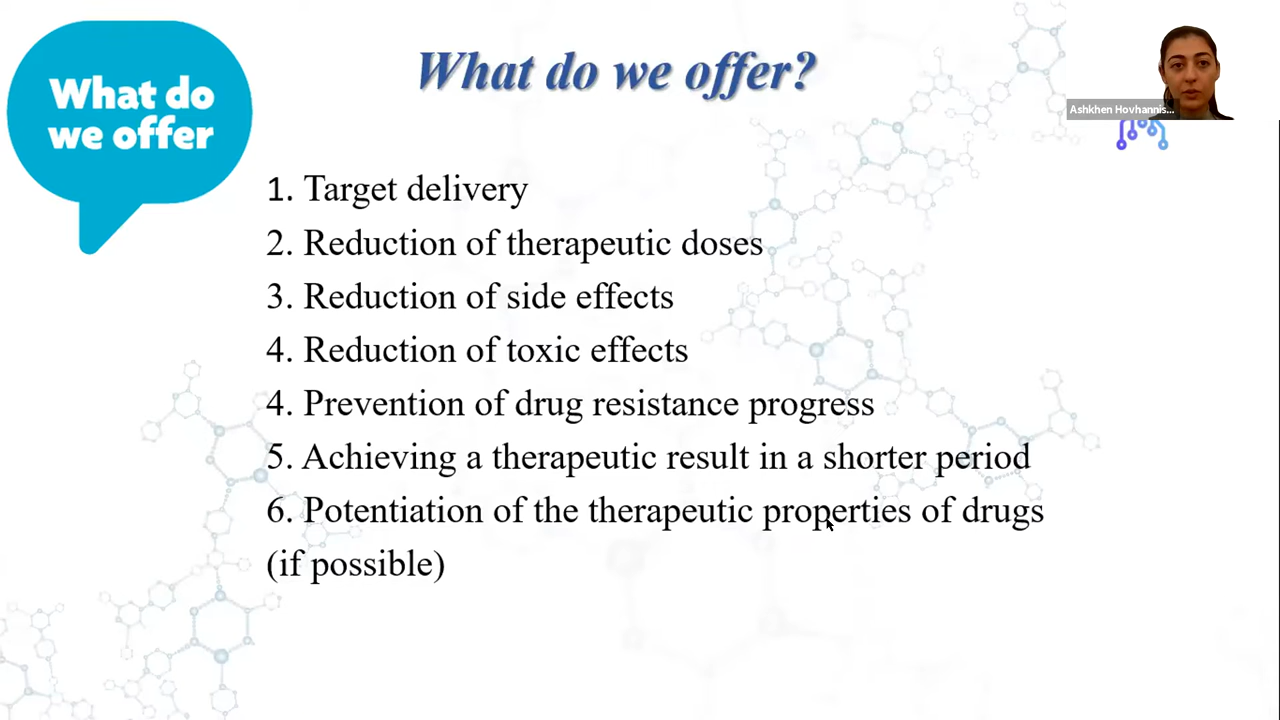 What do
we offer
What do we offer?
Ashkhen Hovhannis...
1. Target delivery
2. Reduction of therapeutic doses
3. Reduction of side effects
4. Reduction of toxic effects
4. Prevention of drug resistance progress
5. Achieving a therapeutic result in a shorter period
6. Potentiation of the therapeutic properties of drugs
(if possible)